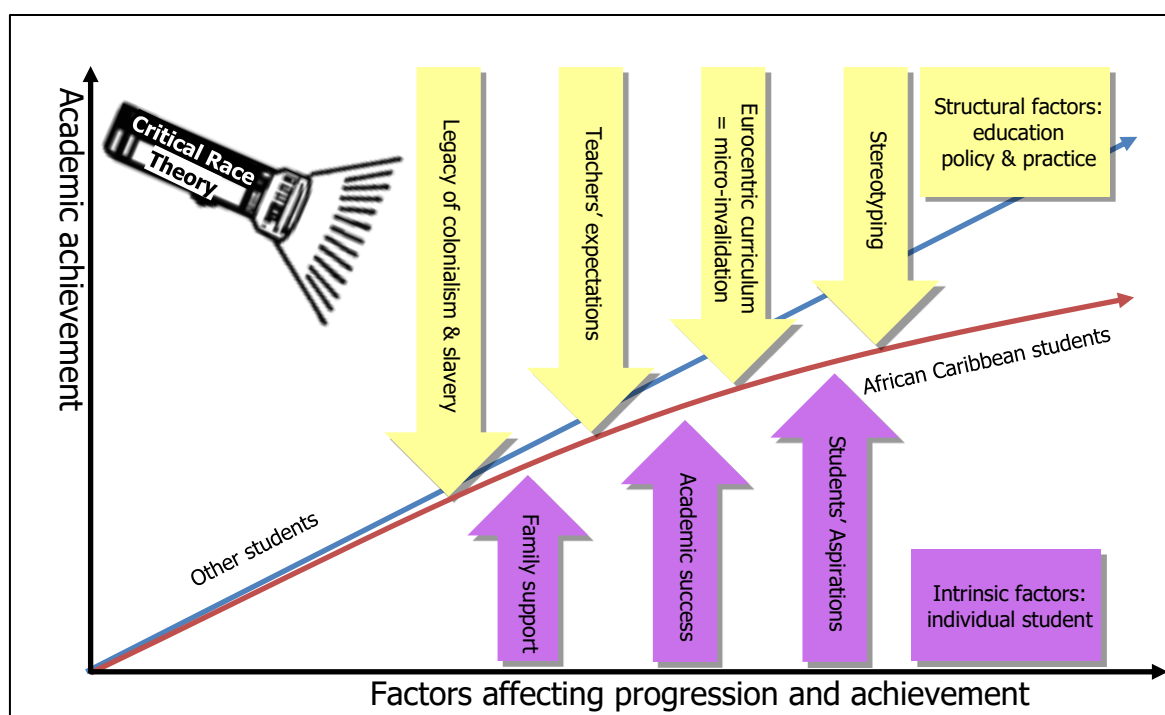 Academic achievement
Critical Race
Theory
Legacy of colonialism
& slavery
Teachers’ expectations
Eurocentric curriculum
= micro-invalidation
Stereotyping
Structural factors:
education
policy & practice
Other students
African Caribbean students
Family support
Academic success
Students’ Aspirations
Intrinsic factors:
individual student
Factors affecting progression and achievement